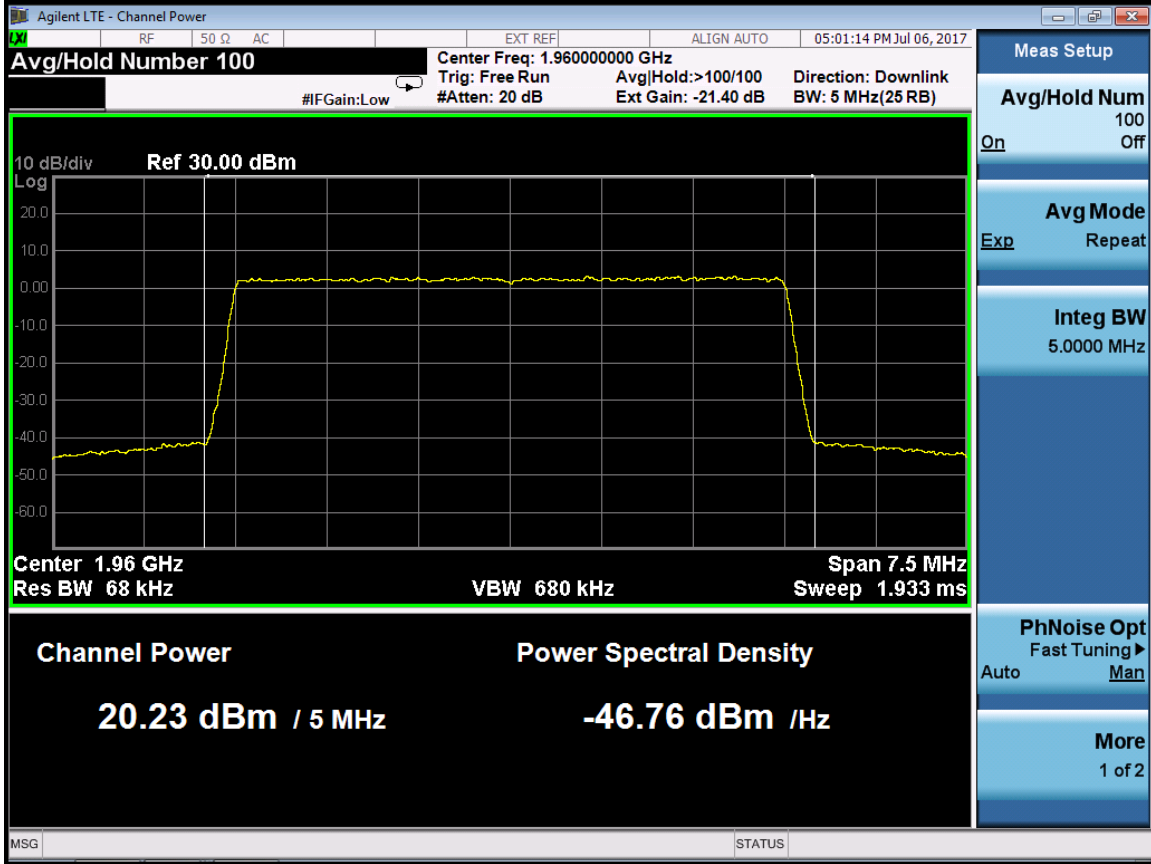 Agilent LTE - Channel Power
LXI RF 50 Ω AC EXT REF ALIGN AUTO 05:01:14 PM Jul 06, 2017
Avg/Hold Number 100
Center Freq: 1.960000000 GHz
Trig: Free Run Avg|Hold:>100/100 Direction: Downlink
#IFGain:Low #Atten: 20 dB Ext Gain: -21.40 dB BW: 5 MHz(25 RB)
10 dB/div Ref 30.00 dBm
Log
20.0
10.0
0.00
-10.0
-20.0
-30.0
-40.0
-50.0
-60.0
Center 1.96 GHz Span 7.5 MHz
Res BW 68 kHz VBW 680 kHz Sweep 1.933 ms
Channel Power Power Spectral Density
20.23 dBm / 5 MHz -46.76 dBm /Hz
MSG STATUS
Meas Setup
Avg/Hold Num
100
On Off
Avg Mode
Exp Repeat
Integ BW
5.0000 MHz
PhNoise Opt
Fast Tuning▶
Auto Man
More
1 of 2